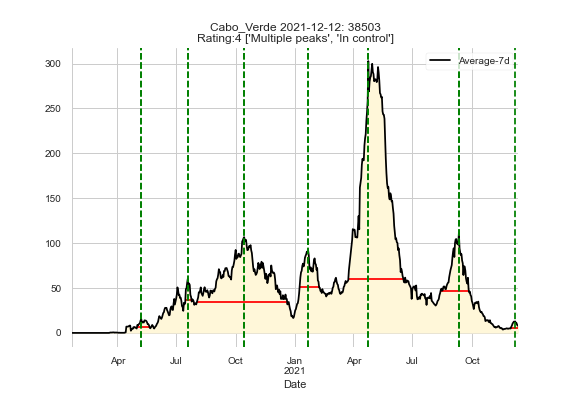 Cabo_Verde 2021-12-12: 38503
Rating:4 ['Multiple peaks', 'In control']
Average-7d
300
250
200
150
100
50
0
Apr Jul Oct Jan Apr Jul Oct
2021
Date